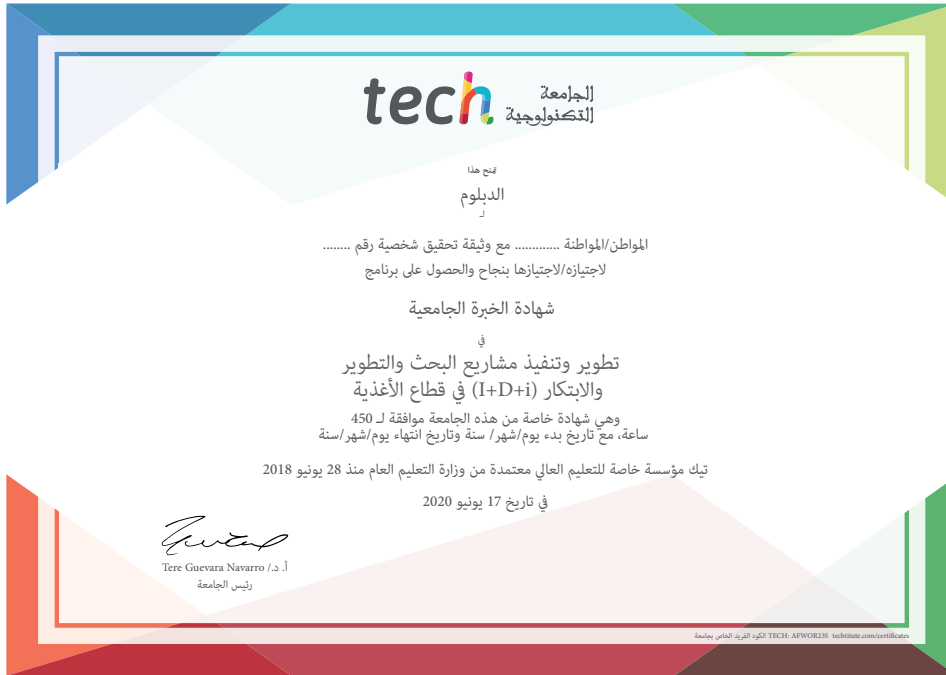 tech الجامعة
التكنولوجية
تمنح هذا
الدبلوم
لـ
المواطن/المواطنة ............. مع وثيقة تحقيق شخصية رقم ........
لاجتيازه/لاجتيازها بنجاح والحصول على برنامج
شهادة الخبرة الجامعية
في
تطوير وتنفيذ مشاريع البحث والتطوير
والابتكار (I+D+i) في قطاع الأغذية
وهي شهادة خاصة من هذه الجامعة موافقة لـ 450
ساعة، مع تاريخ بدء يوم/شهر/ سنة وتاريخ انتهاء يوم/شهر/سنة
تيك مؤسسة خاصة للتعليم العالي معتمدة من وزارة التعليم العام منذ 28 يونيو 2018
في تاريخ 17 يونيو 2020
أ. د./ Tere Guevara Navarro
رئيس الجامعة
الكود الفريد الخاص بجامعة TECH: AFWOR23S techtitute.com/certificates